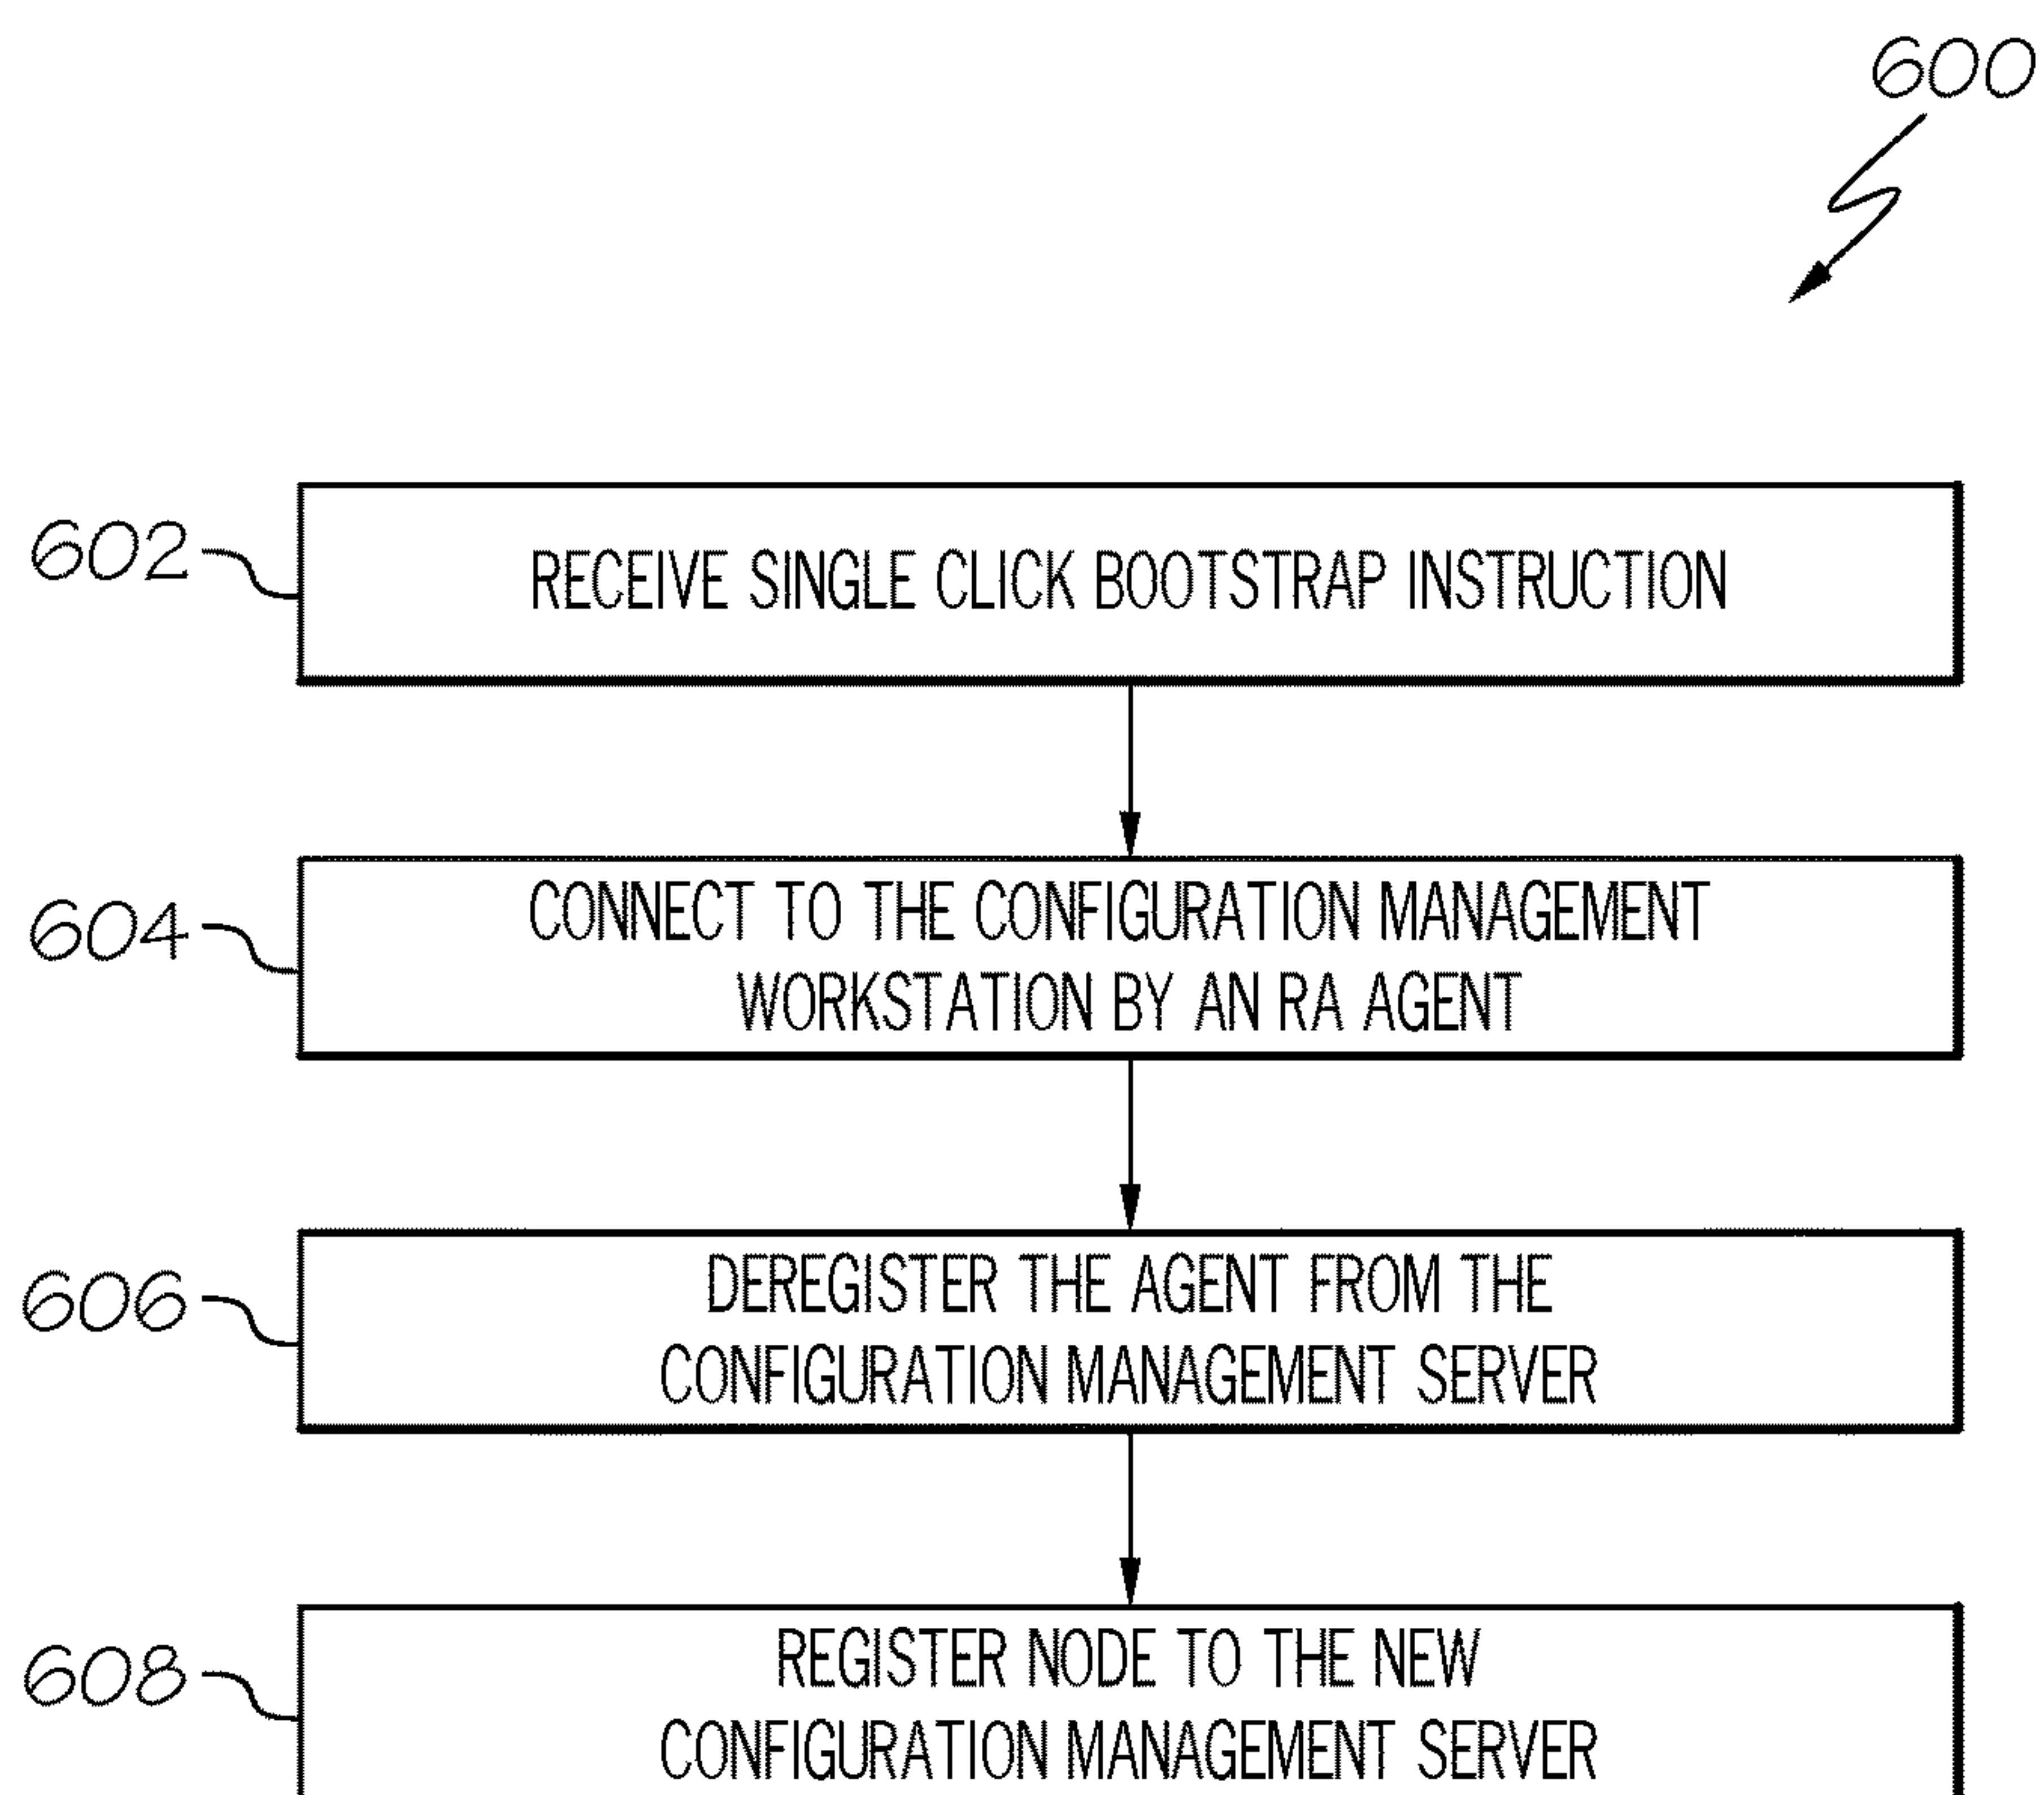 600
602
RECEIVE SINGLE CLICK BOOTSTRAP INSTRUCTION
604
CONNECT TO THE CONFIGURATION MANAGEMENT
WORKSTATION BY AN RA AGENT
606
DEREGISTER THE AGENT FROM THE
CONFIGURATION MANAGEMENT SERVER
608
REGISTER NODE TO THE NEW
CONFIGURATION MANAGEMENT SERVER